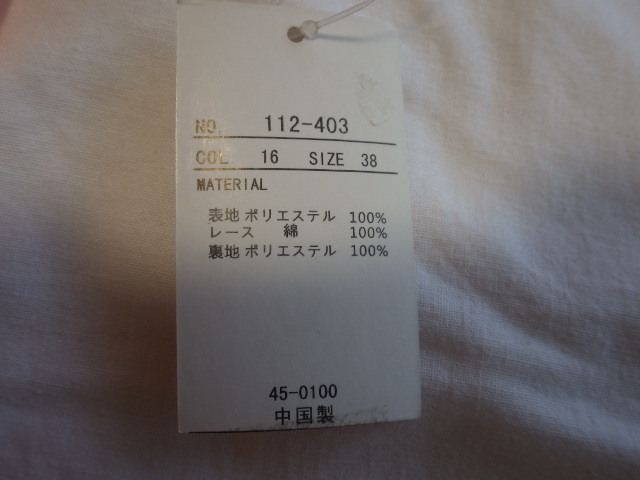 NO. 112-403
COL. 16 SIZE 38
MATERIAL
表地 ポリエステル 100%
レース 綿 100%
裏地 ポリエステル 100%
45-0100
中国製